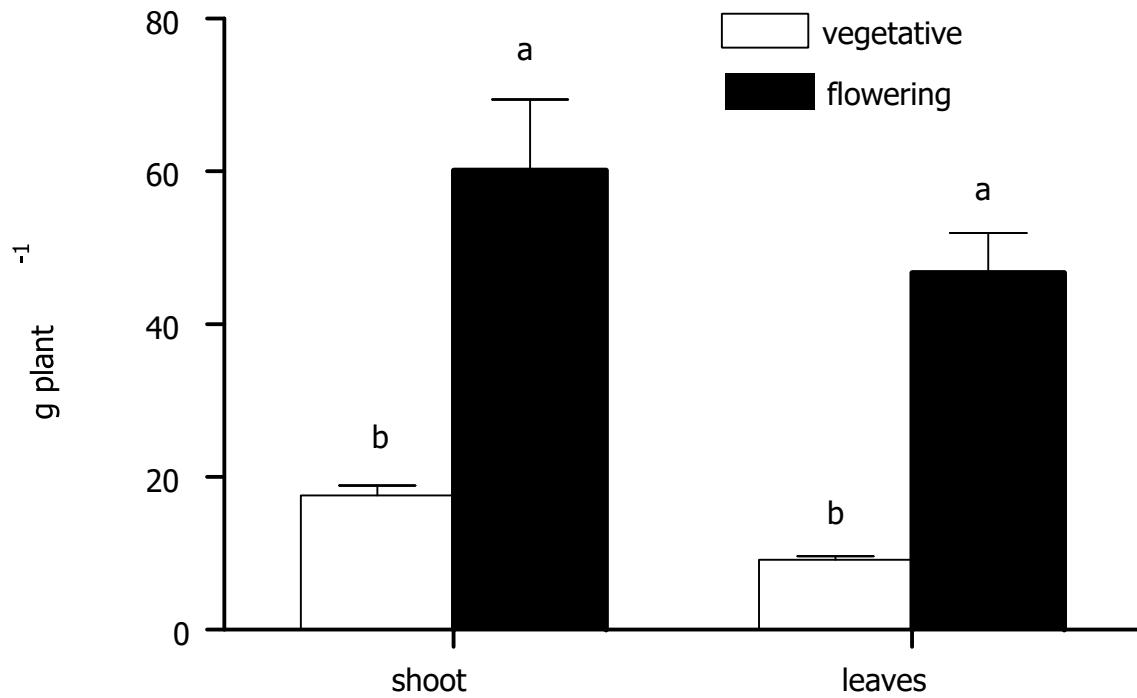 80
60
40
20
0
g plant -1
vegetative
flowering
a
a
b
b
shoot
leaves